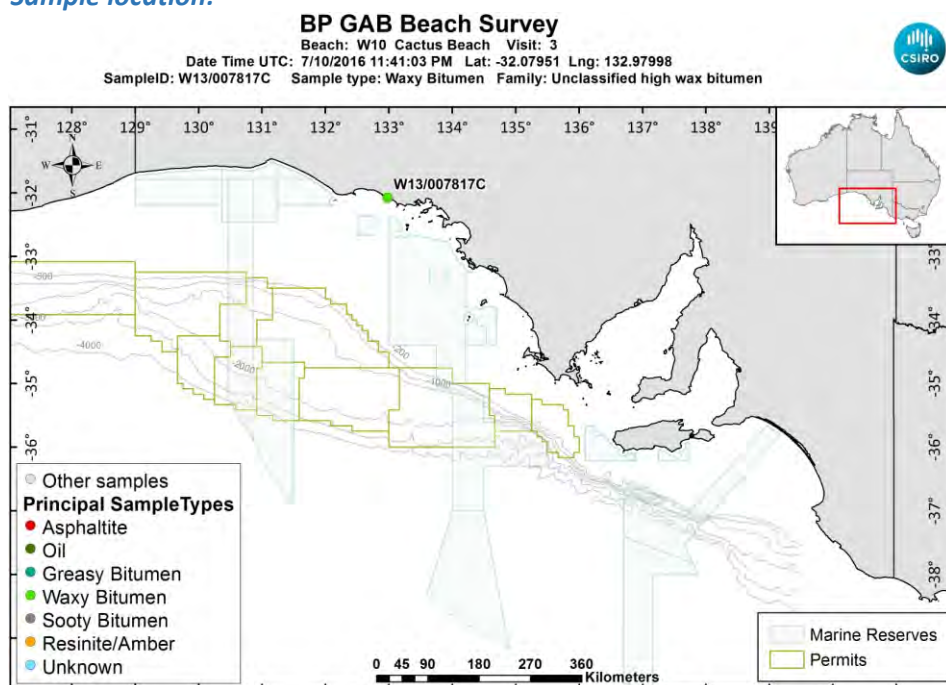 Sample location:
BP GAB Beach Survey
Beach: W10 Cactus Beach Visit: 3
Date Time UTC: 7/10/2016 11:41:03 PM Lat: -32.07951 Lng: 132.97998
SampleID: W13/007817C Sample type: Waxy Bitumen Family: Unclassified high wax bitumen
CSIRO
128° 129° 130° 131° 132° 133° 134° 135° 136° 137° 138° 139
-31°
-32°
-33°
-34°
-35°
-36°
-37°
-38°
-31°
-32°
-33°
-34°
-35°
-36°
-37°
-38°
N
W E
S
W13/007817C
-4000
-2000
-200
-1000
Other samples
Principal SampleTypes
Asphaltite
Oil
Greasy Bitumen
Waxy Bitumen
Sooty Bitumen
Resinite/Amber
Unknown
0 45 90 180 270 360
Kilometers
Marine Reserves
Permits